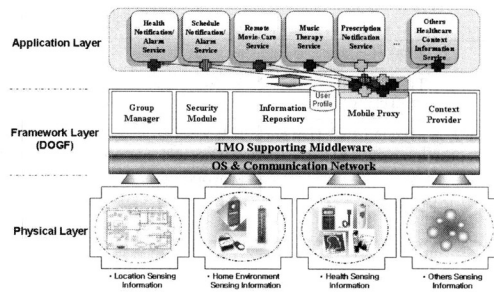 Application Layer
Health
Notification/
Alarm
Service
Schedule
Notification/
Alarm
Service
Remote
Movie-Care
Service
Music
Therapy
Service
Prescription
Notification
Service
...
Others
Healthcare
Context
Information
Service
Framework Layer
(DOGF)
Group
Manager
Security
Module
Information
Repository
User
Profile
Mobile Proxy
Context
Provider
TMO Supporting Middleware
OS & Communication Network
Physical Layer
• Location Sensing
Information
• Home Environment
Sensing Information
• Health Sensing
Information
• Others Sensing
Information